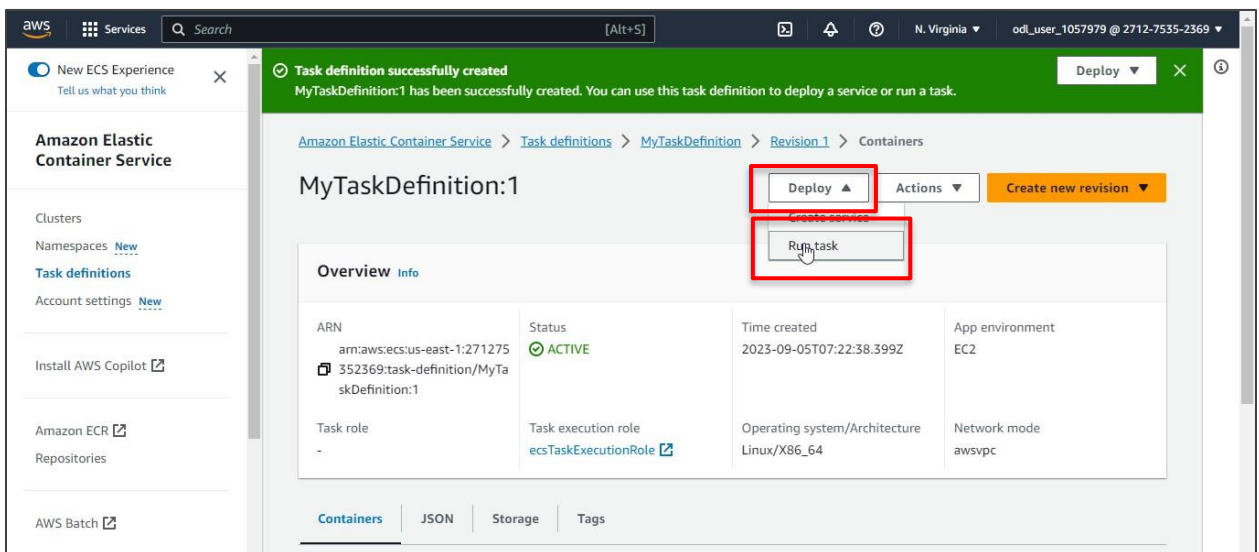 aws
Services
Search
[Alt+S]
N. Virginia
odl_user_1057979 @ 2712-7535-2369
New ECS Experience
Tell us what you think
Amazon Elastic
Container Service
Clusters
Namespaces New
Task definitions
Account settings New
Install AWS Copilot
Amazon ECR
Repositories
AWS Batch
Task definition successfully created
MyTaskDefinition:1 has been successfully created. You can use this task definition to deploy a service or run a task.
Deploy
Amazon Elastic Container Service > Task definitions > MyTaskDefinition > Revision 1 > Containers
MyTaskDefinition:1
Deploy
Actions
Create new revision
Create service
Run task
Overview Info
ARN
arn:aws:ecs:us-east-1:271275
352369:task-definition/MyTa
skDefinition:1
Status
ACTIVE
Time created
2023-09-05T07:22:38.399Z
App environment
EC2
Task role
-
Task execution role
ecsTaskExecutionRole
Operating system/Architecture
Linux/X86_64
Network mode
awsvpc
Containers
JSON
Storage
Tags